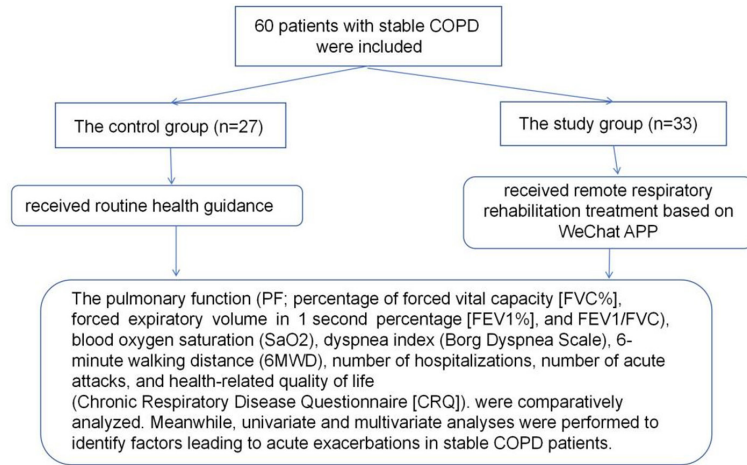 60 patients with stable COPD
were included
The control group (n=27)
The study group (n=33)
received routine health guidance
received remote respiratory
rehabilitation treatment based on
WeChat APP
The pulmonary function (PF; percentage of forced vital capacity [FVC%],
forced expiratory volume in 1 second percentage [FEV1%], and FEV1/FVC),
blood oxygen saturation (SaO2), dyspnea index (Borg Dyspnea Scale), 6-
minute walking distance (6MWD), number of hospitalizations, number of acute
attacks, and health-related quality of life
(Chronic Respiratory Disease Questionnaire [CRQ]). were comparatively
analyzed. Meanwhile, univariate and multivariate analyses were performed to
identify factors leading to acute exacerbations in stable COPD patients.